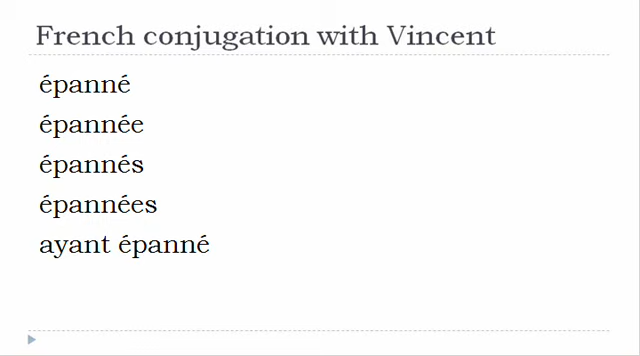 French conjugation with Vincent
épanné
épannée
épannés
épannées
ayant épanné